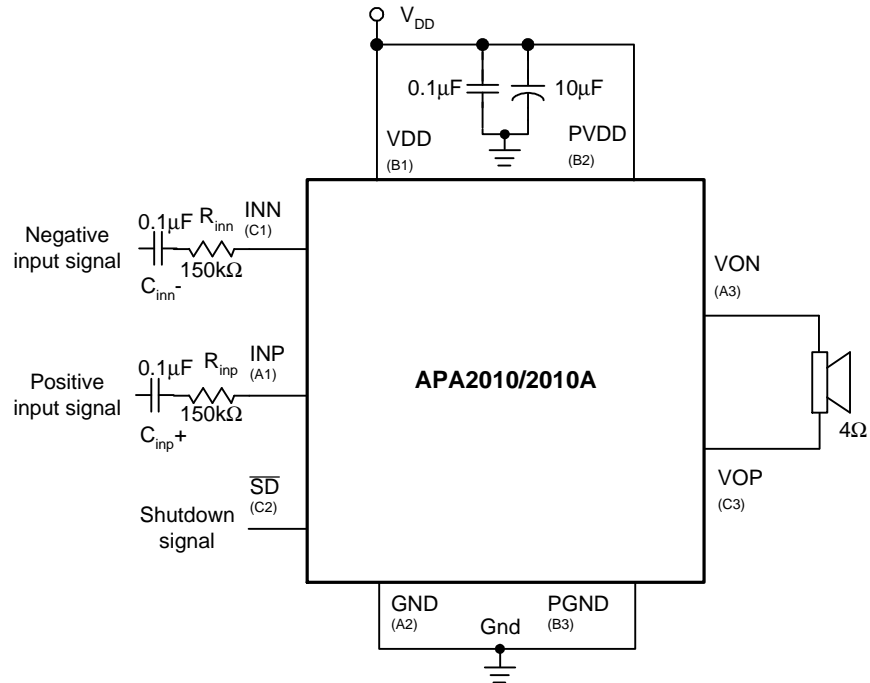 V_DD
0.1μF
10μF
VDD
(B1)
PVDD
(B2)
Negative
input signal
0.1μF
R_inn
150kΩ
C_inn-
INN
(C1)
Positive
input signal
0.1μF
R_inp
150kΩ
C_inp+
INP
(A1)
APA2010/2010A
VON
(A3)
4Ω
VOP
(C3)
Shutdown
signal
S̅D̅
(C2)
GND
(A2)
Gnd
PGND
(B3)